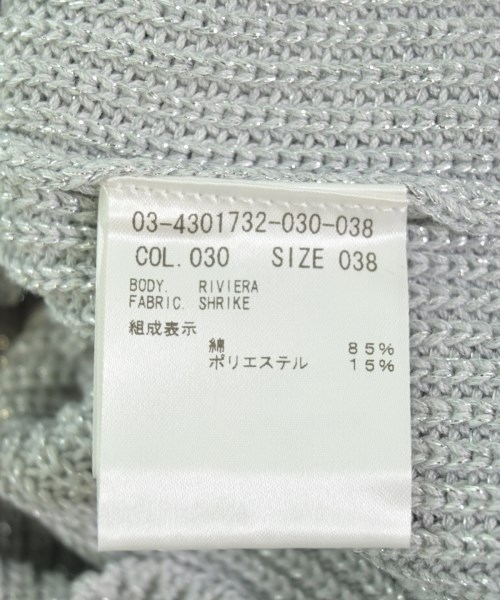 03-4301732-030-038
COL. 030 SIZE 038
BODY. RIVIERA
FABRIC. SHRIKE
組成表示
綿 85%
ポリエステル 15%